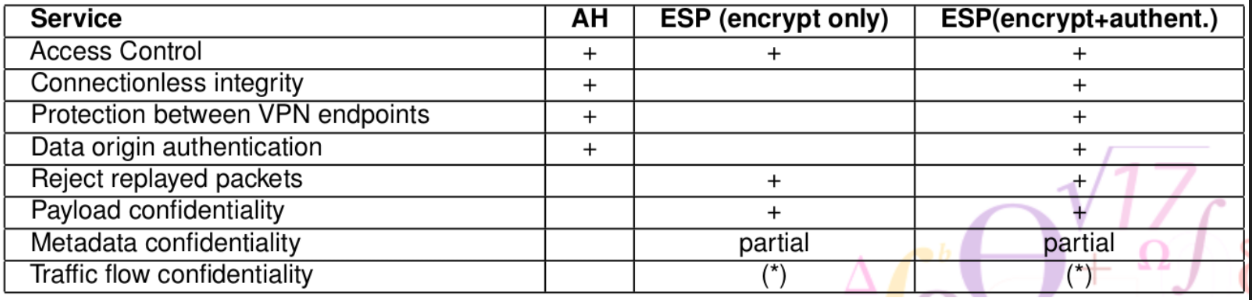 Service AH ESP (encrypt only) ESP(encrypt+authent.)
Access Control + + +
Connectionless integrity + +
Protection between VPN endpoints + +
Data origin authentication + +
Reject replayed packets + +
Payload confidentiality + +
Metadata confidentiality partial partial
Traffic flow confidentiality (*) (*)